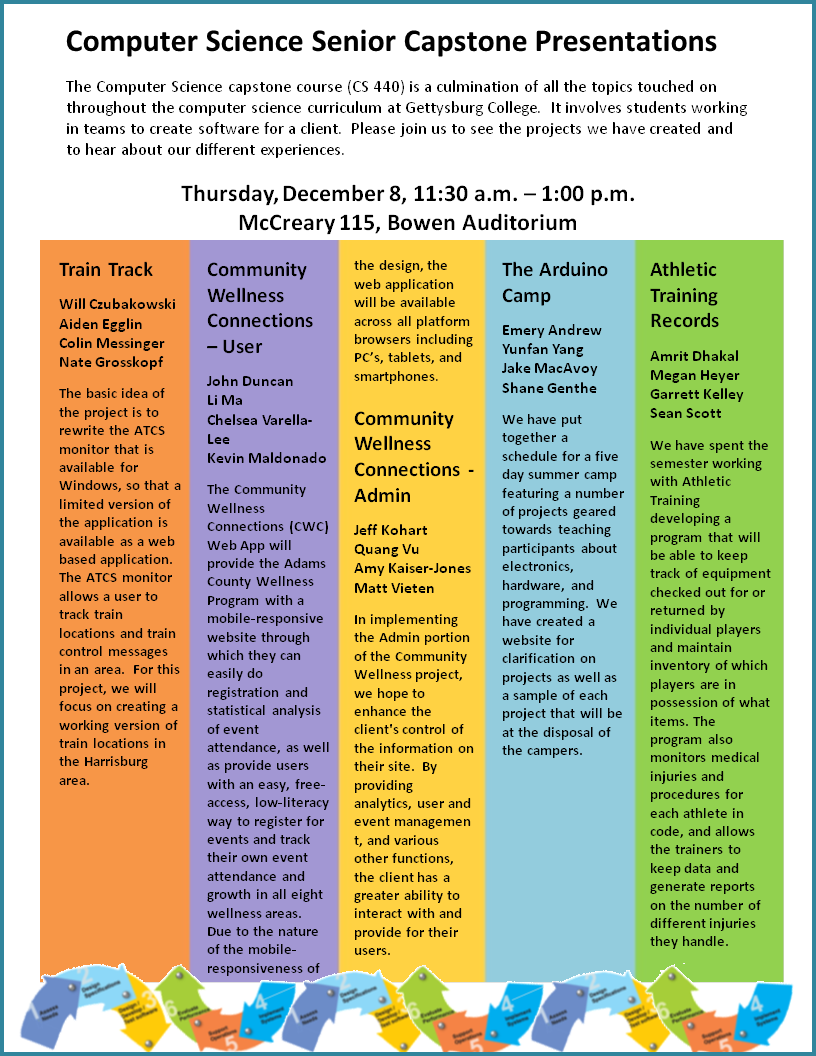 Computer Science Senior Capstone Presentations
The Computer Science capstone course (CS 440) is a culmination of all the topics touched on
throughout the computer science curriculum at Gettysburg College.  It involves students working
in teams to create software for a client.  Please join us to see the projects we have created and
to hear about our different experiences.
Thursday, December 8, 11:30 a.m. – 1:00 p.m.
McCreary 115, Bowen Auditorium
Train Track
Will Czubakowski
Aiden Egglin
Colin Messinger
Nate Grosskopf
The basic idea of
the project is to
rewrite the ATCS
monitor that is
available for
Windows, so that a
limited version of
the application is
available as a web
based application.
The ATCS monitor
allows a user to
track train
locations and train
control messages
in an area.  For this
project, we will
focus on creating a
working version of
train locations in
the Harrisburg
area.
Community
Wellness
Connections
– User
John Duncan
Li Ma
Chelsea Varella-
Lee
Kevin Maldonado
The Community
Wellness
Connections (CWC)
Web App will
provide the Adams
County Wellness
Program with a
mobile-responsive
website through
which they can
easily do
registration and
statistical analysis
of event
attendance, as well
as provide users
with an easy, free-
access, low-literacy
way to register for
events and track
their own event
attendance and
growth in all eight
wellness areas.
Due to the nature
of the mobile-
responsiveness of
the design, the
web application
will be available
across all platform
browsers including
PC's, tablets, and
smartphones.
Community
Wellness
Connections -
Admin
Jeff Kohart
Quang Vu
Amy Kaiser-Jones
Matt Vieten
In implementing
the Admin portion
of the Community
Wellness project,
we hope to
enhance the
client's control of
the information on
their site.  By
providing
analytics, user and
event managemen
t, and various
other functions,
the client has a
greater ability to
interact with and
provide for their
users.
The Arduino
Camp
Emery Andrew
Yunfan Yang
Jake MacAvoy
Shane Genthe
We have put
together a
schedule for a five
day summer camp
featuring a number
of projects geared
towards teaching
participants about
electronics,
hardware, and
programming.  We
have created a
website for
clarification on
projects as well as
a sample of each
project that will be
at the disposal of
the campers.
Athletic
Training
Records
Amrit Dhakal
Megan Heyer
Garrett Kelley
Sean Scott
We have spent the
semester working
with Athletic
Training
developing a
program that will
be able to keep
track of equipment
checked out for or
returned by
individual players
and maintain
inventory of which
players are in
possession of what
items. The
program also
monitors medical
injuries and
procedures for
each athlete in
code, and allows
the trainers to
keep data and
generate reports
on the number of
different injuries
they handle.